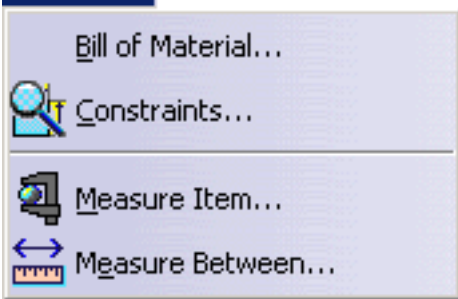 Bill of Material...
Constraints...
Measure Item...
Measure Between...